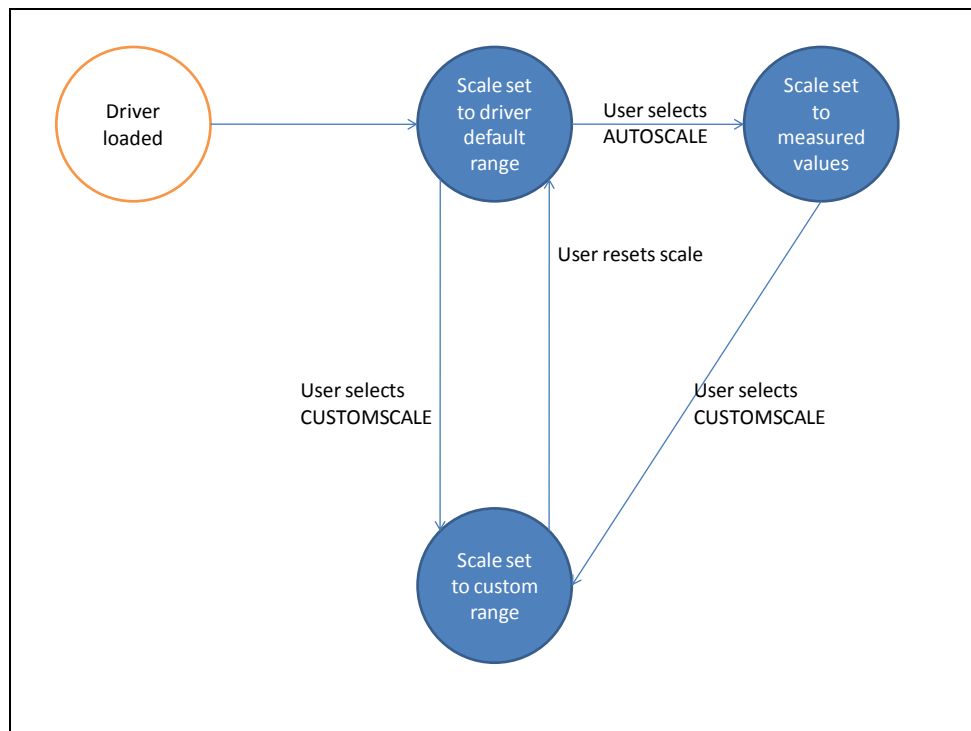 Driver
loaded
Scale set
to driver
default
range
User selects
AUTOSCALE
Scale set
to
measured
values
User resets scale
User selects
CUSTOMSCALE
User selects
CUSTOMSCALE
Scale set
to custom
range